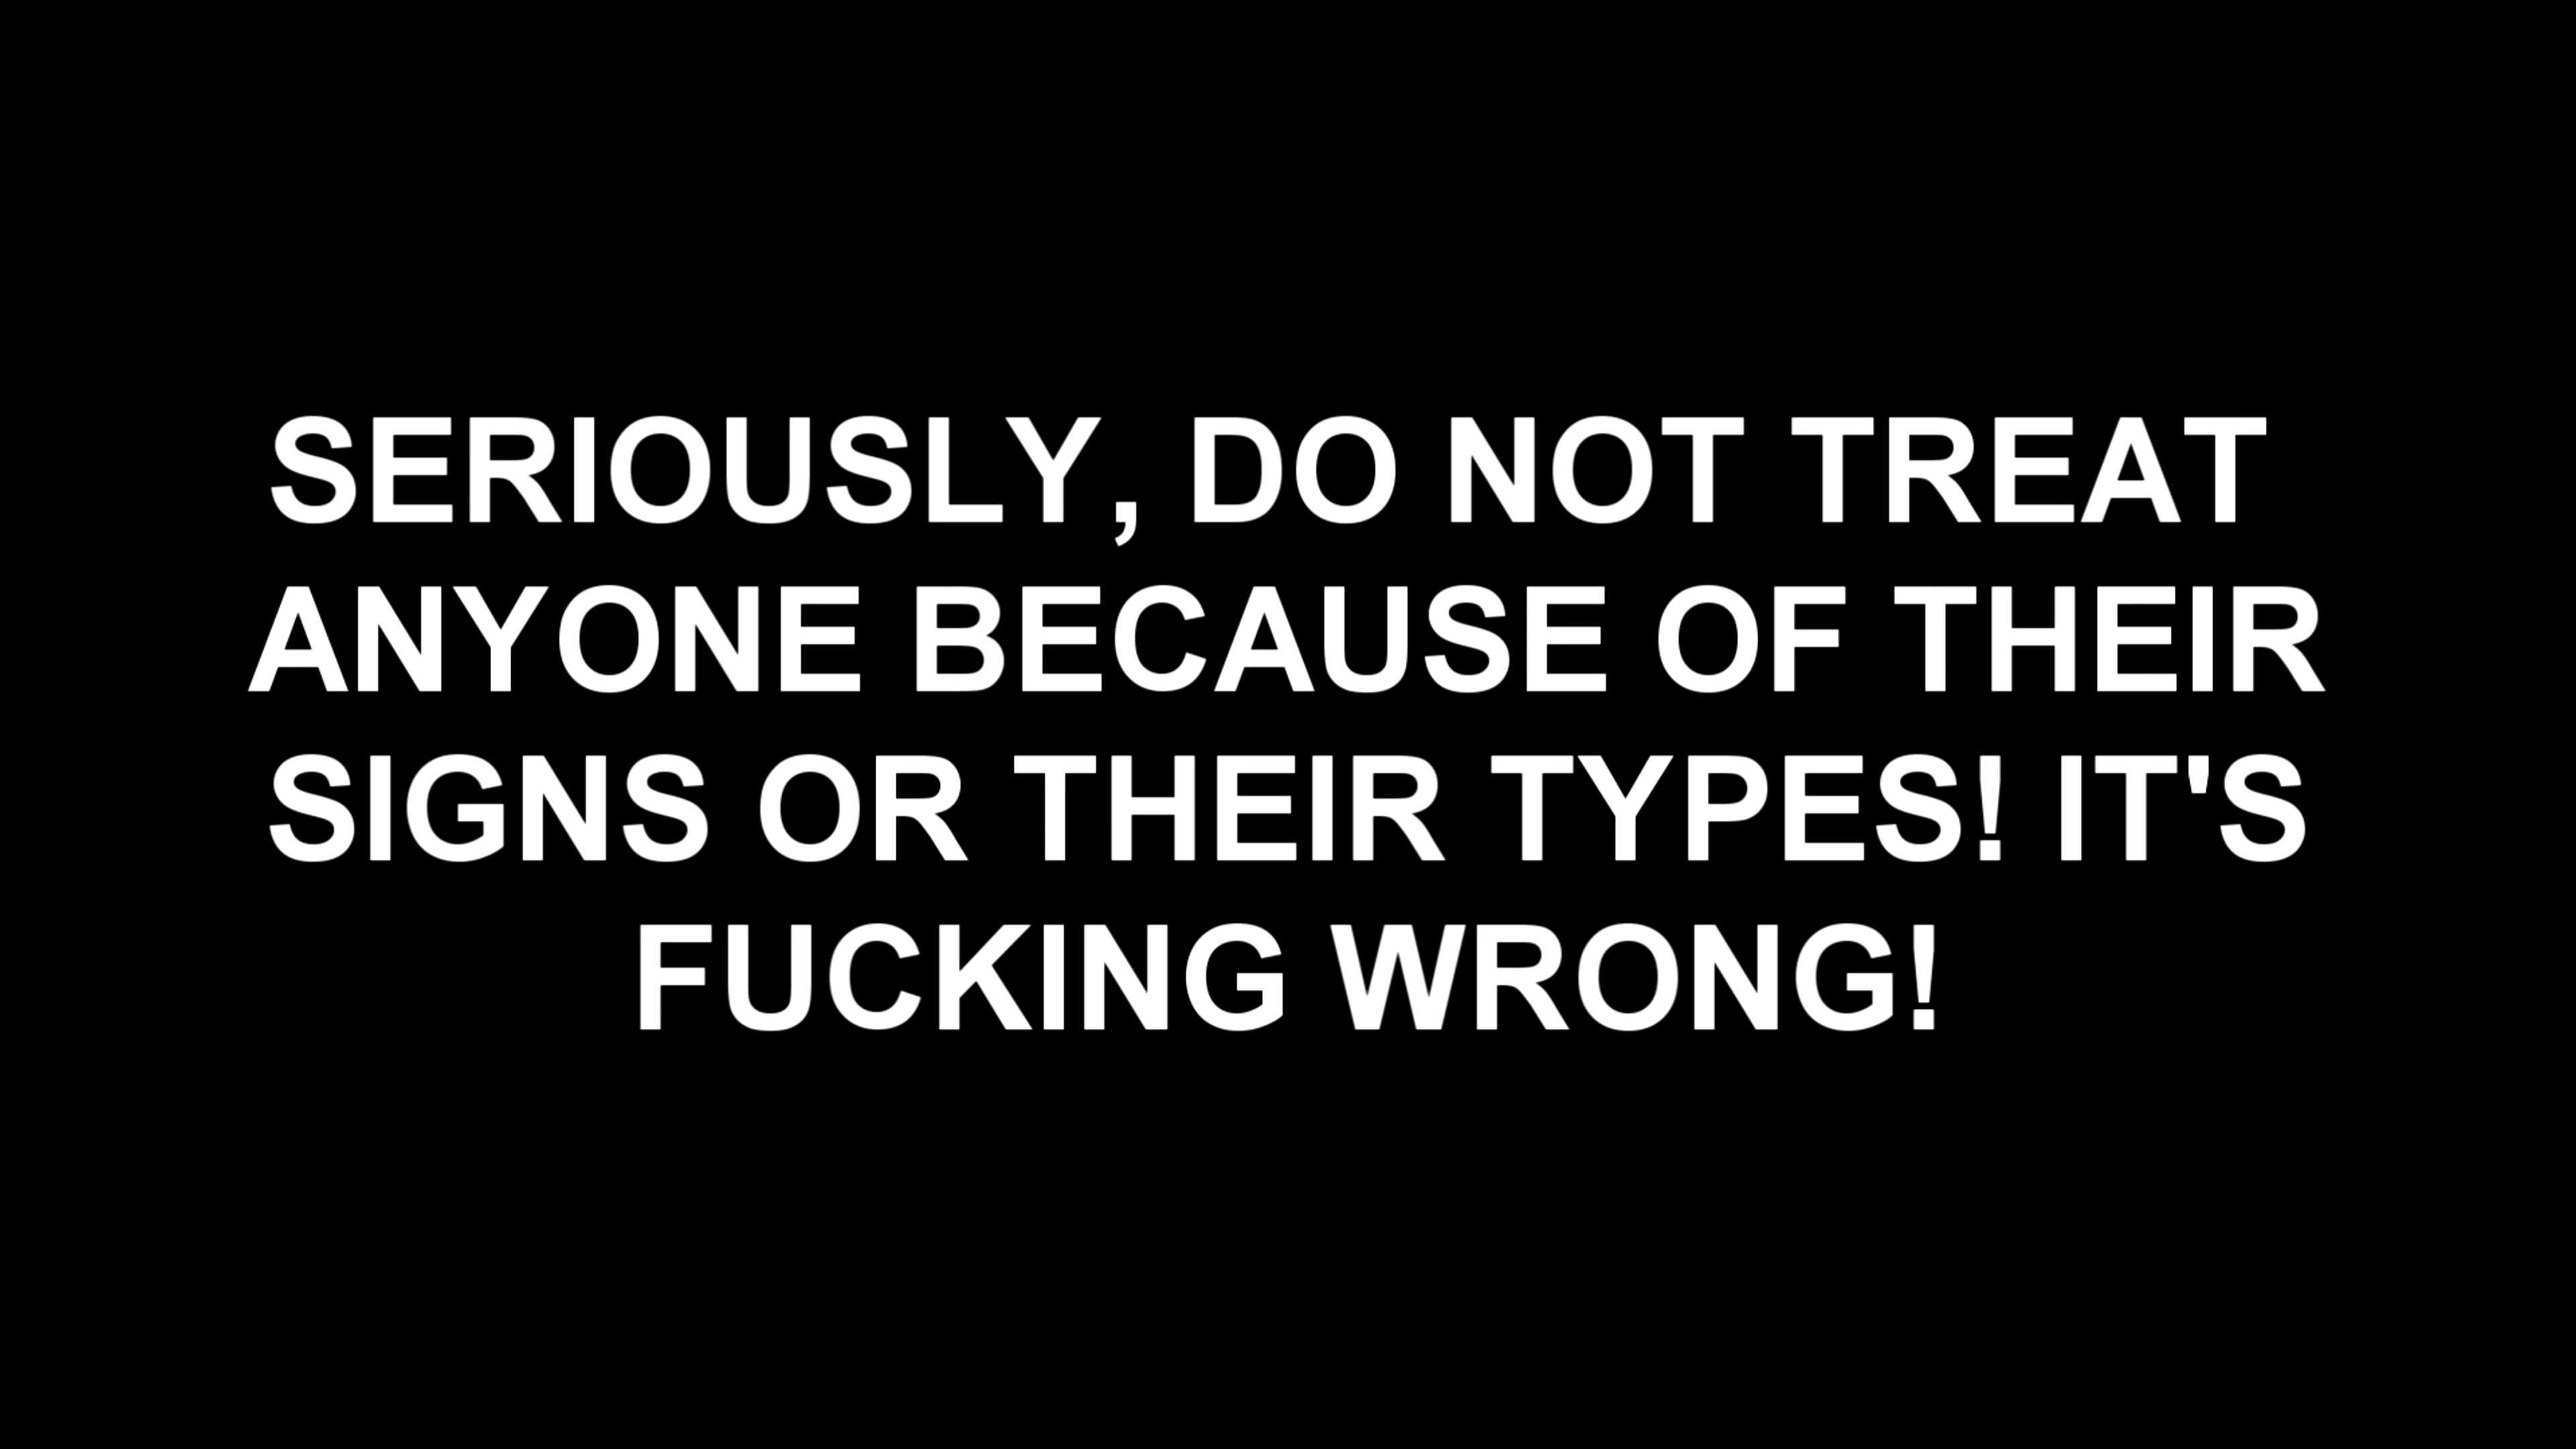 SERIOUSLY, DO NOT TREAT
ANYONE BECAUSE OF THEIR
SIGNS OR THEIR TYPES! IT'S
FUCKING WRONG!